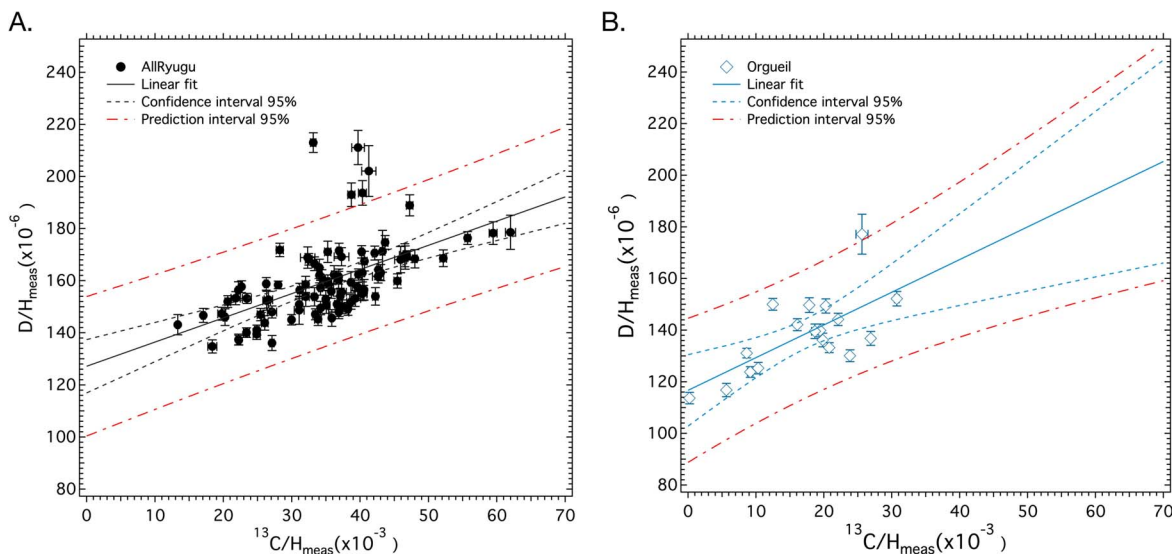 A.
240
220
200
180
160
140
120
100
80
D/H_meas(x10^-6)
AllRyugu
Linear fit
Confidence interval 95%
Prediction interval 95%
0 10 20 30 40 50 60 70
^13C/H_meas(x10^-3)
B.
240
220
200
180
160
140
120
100
80
D/H_meas(x10^-6)
Orgueil
Linear fit
Confidence interval 95%
Prediction interval 95%
0 10 20 30 40 50 60 70
^13C/H_meas(x10^-3)